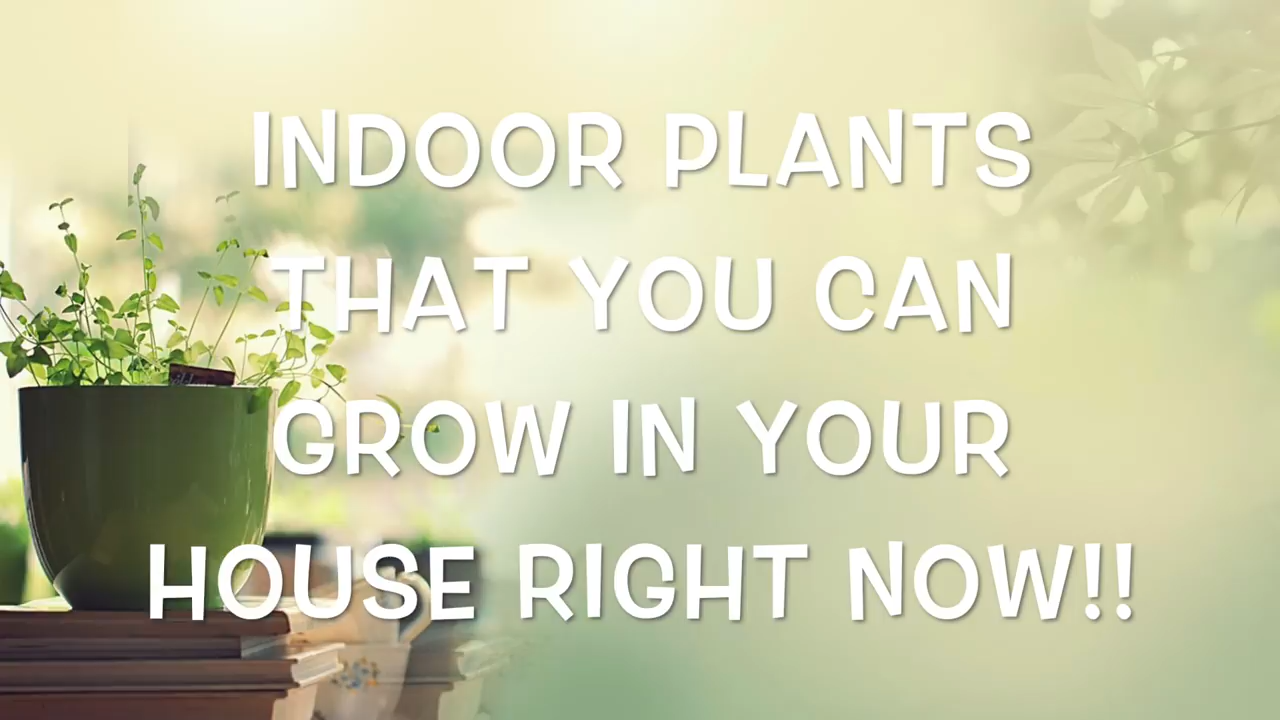 INDOOR PLANTS
THAT YOU CAN
GROW IN YOUR
HOUSE RIGHT NOW!!